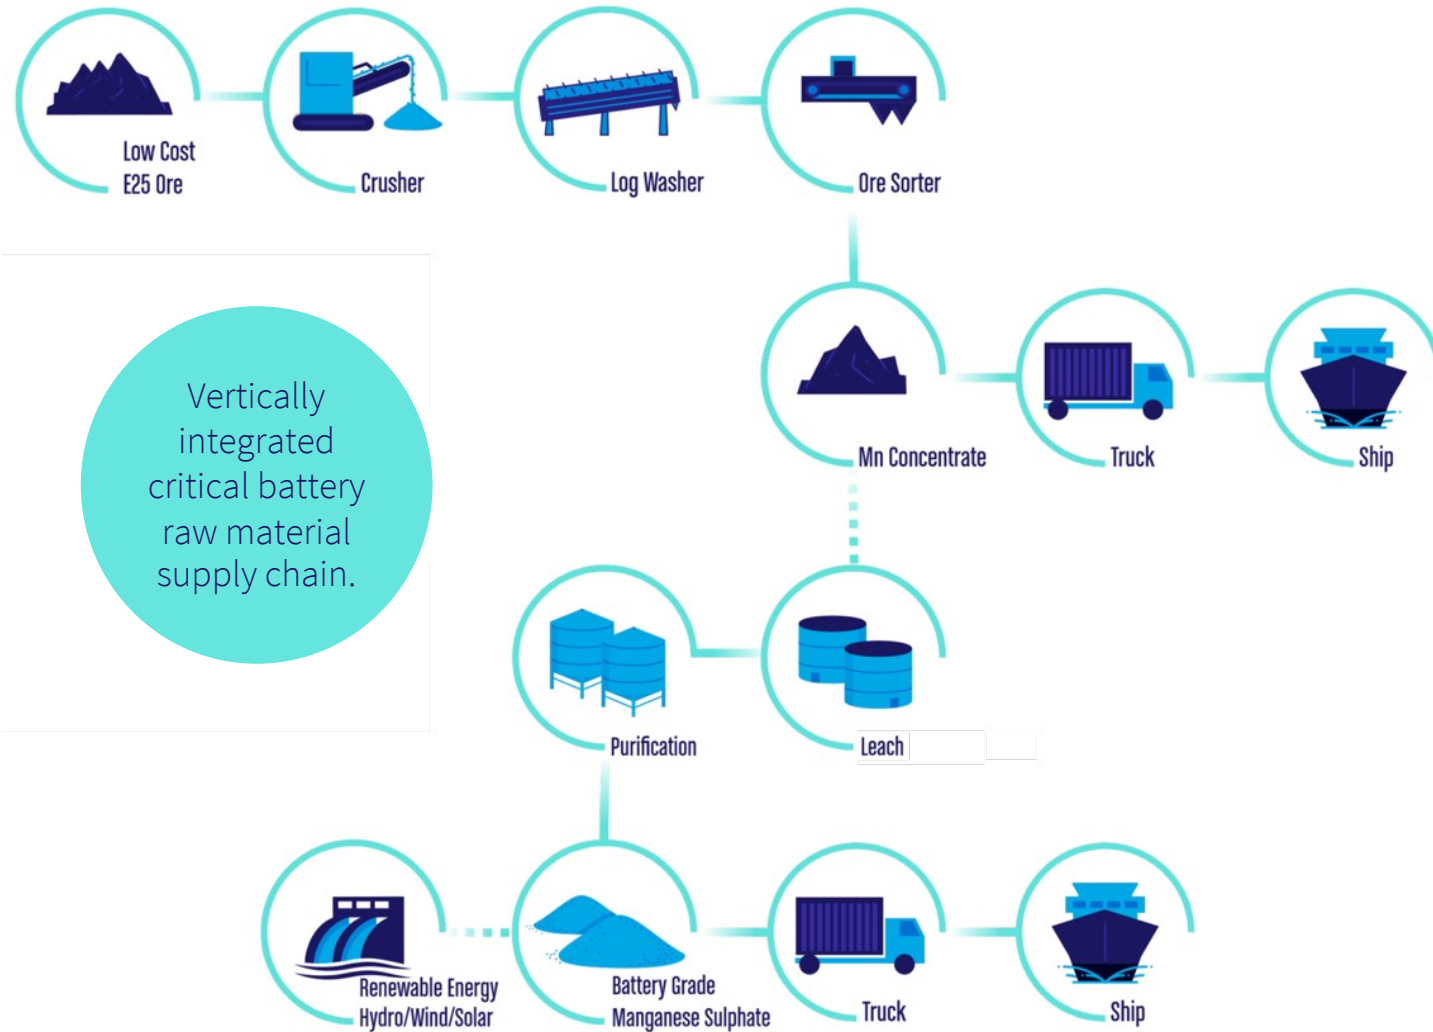 Low Cost
E25 Ore
Crusher
Log Washer
Ore Sorter
Vertically
integrated
critical battery
raw material
supply chain.
Mn Concentrate
Truck
Ship
Purification
Leach
Renewable Energy
Hydro/Wind/Solar
Battery Grade
Manganese Sulphate
Truck
Ship